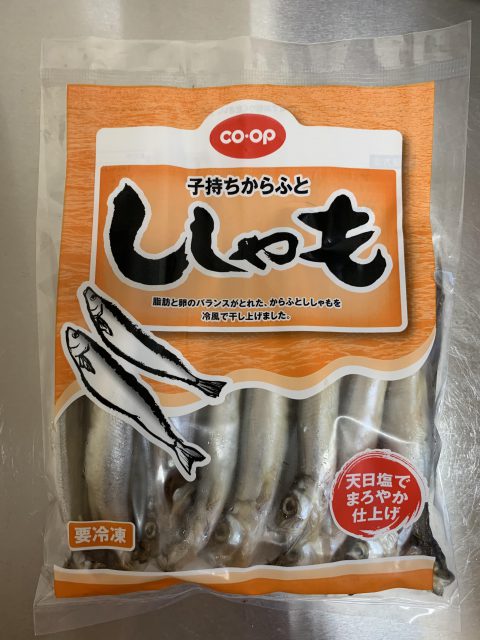 CO·OP
子持ちからふと
ししゃも
脂肪と卵のバランスがとれた、からふとししゃもを
冷風で干し上げました。
天日塩で
まろやか
仕上げ
要冷凍